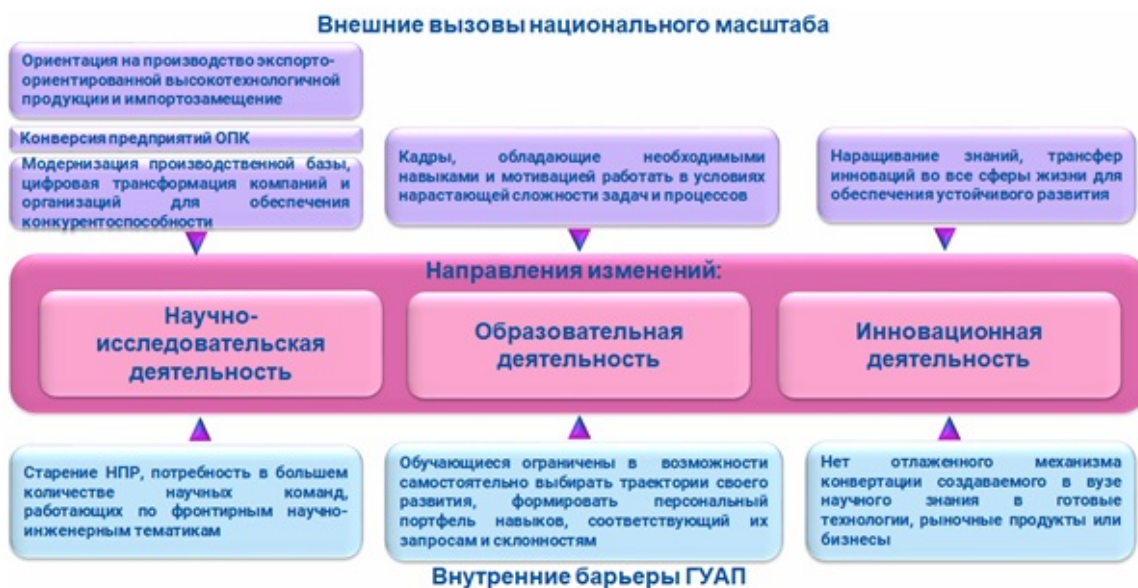 Внешние вызовы национального масштаба
Ориентация на производство экспорто-
ориентированной высокотехнологичной
продукции и импортозамещение
Конверсия предприятий ОПК
Модернизация производственной базы,
цифровая трансформация компаний и
организаций для обеспечения
конкурентоспособности
Кадры, обладающие необходимыми
навыками и мотивацией работать в условиях
нарастающей сложности задач и процессов
Наращивание знаний, трансфер
инноваций во все сферы жизни для
обеспечения устойчивого развития
Направления изменений:
Научно-
исследовательская
деятельность
Образовательная
деятельность
Инновационная
деятельность
Старение НПР, потребность в большем
количестве научных команд,
работающих по фронтирным научно-
инженерным тематикам
Обучающиеся ограничены в возможности
самостоятельно выбирать траектории своего
развития, формировать персональный
портфель навыков, соответствующий их
запросам и склонностям
Нет отлаженного механизма
конвертации создаваемого в вузе
научного знания в готовые
технологии, рыночные продукты или
бизнесы
Внутренние барьеры ГУАП